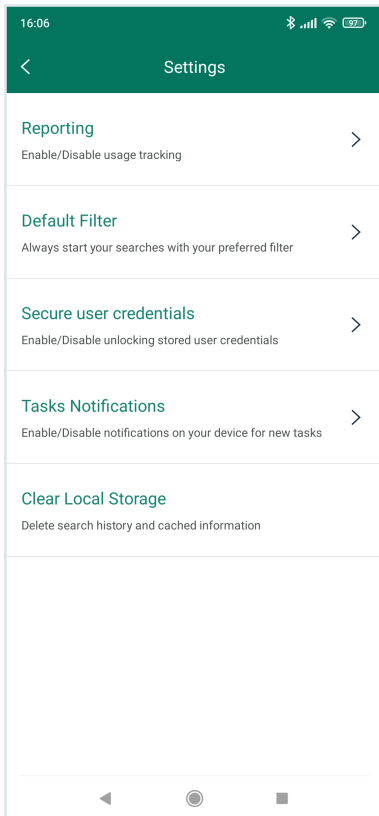 16:06
97
Settings
Reporting
Enable/Disable usage tracking
Default Filter
Always start your searches with your preferred filter
Secure user credentials
Enable/Disable unlocking stored user credentials
Tasks Notifications
Enable/Disable notifications on your device for new tasks
Clear Local Storage
Delete search history and cached information